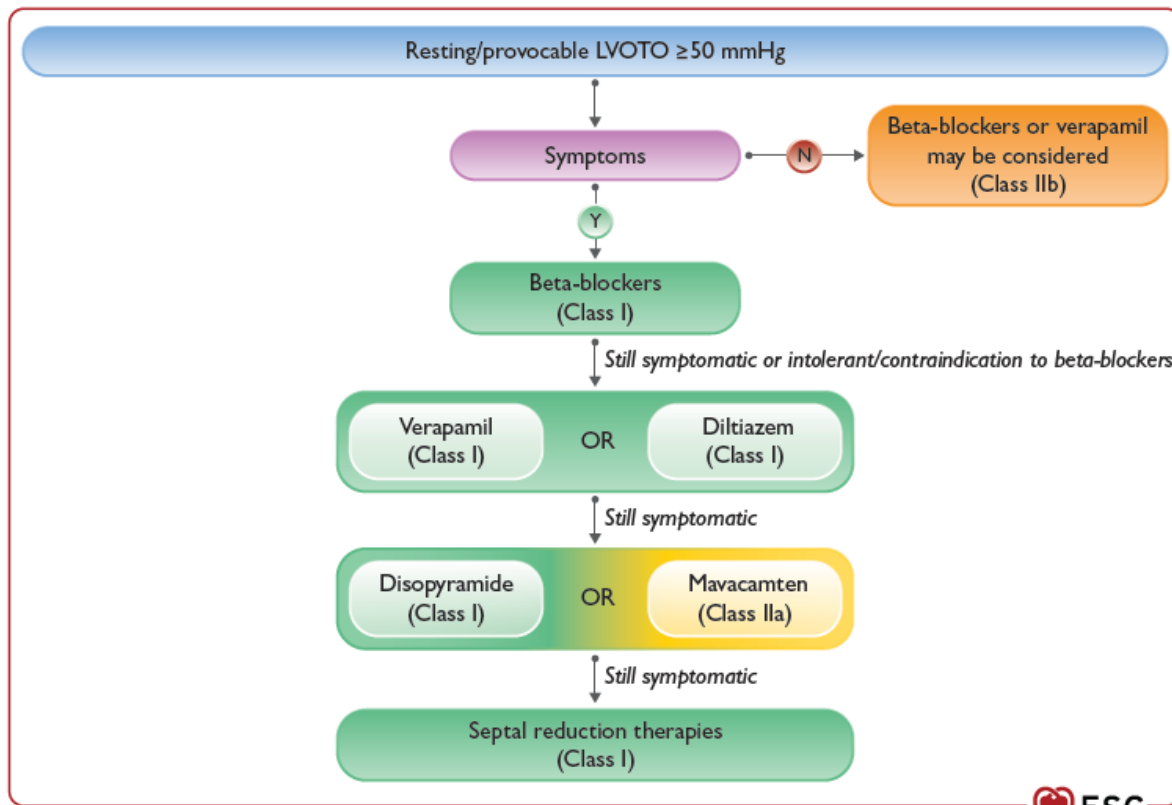 Resting/provocable LVOTO ≥50 mmHg
Symptoms
N
Beta-blockers or verapamil
may be considered
(Class IIb)
Y
Beta-blockers
(Class I)
Still symptomatic or intolerant/contraindication to beta-blockers
Verapamil
(Class I)
OR
Diltiazem
(Class I)
Still symptomatic
Disopyramide
(Class I)
OR
Mavacamten
(Class IIa)
Still symptomatic
Septal reduction therapies
(Class I)
ESC